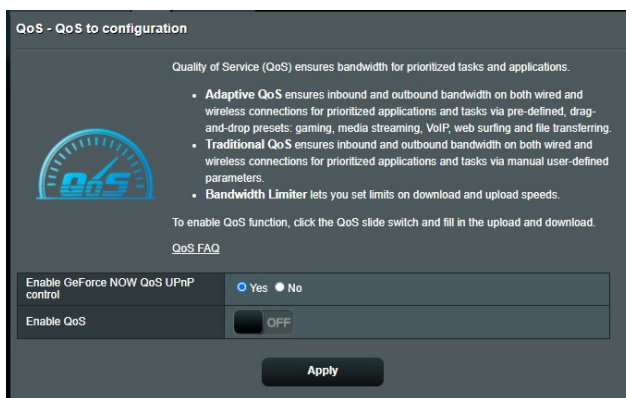 QoS - QoS to configuration
Quality of Service (QoS) ensures bandwidth for prioritized tasks and applications.
• Adaptive QoS ensures inbound and outbound bandwidth on both wired and
wireless connections for prioritized applications and tasks via pre-defined, drag-
and-drop presets: gaming, media streaming, VoIP, web surfing and file transferring.
• Traditional QoS ensures inbound and outbound bandwidth on both wired and
wireless connections for prioritized applications and tasks via manual user-defined
parameters.
• Bandwidth Limiter lets you set limits on download and upload speeds.
QoS
To enable QoS function, click the QoS slide switch and fill in the upload and download.
QoS FAQ
Enable GeForce NOW QoS UPnP
control
Yes No
Enable QoS
OFF
Apply